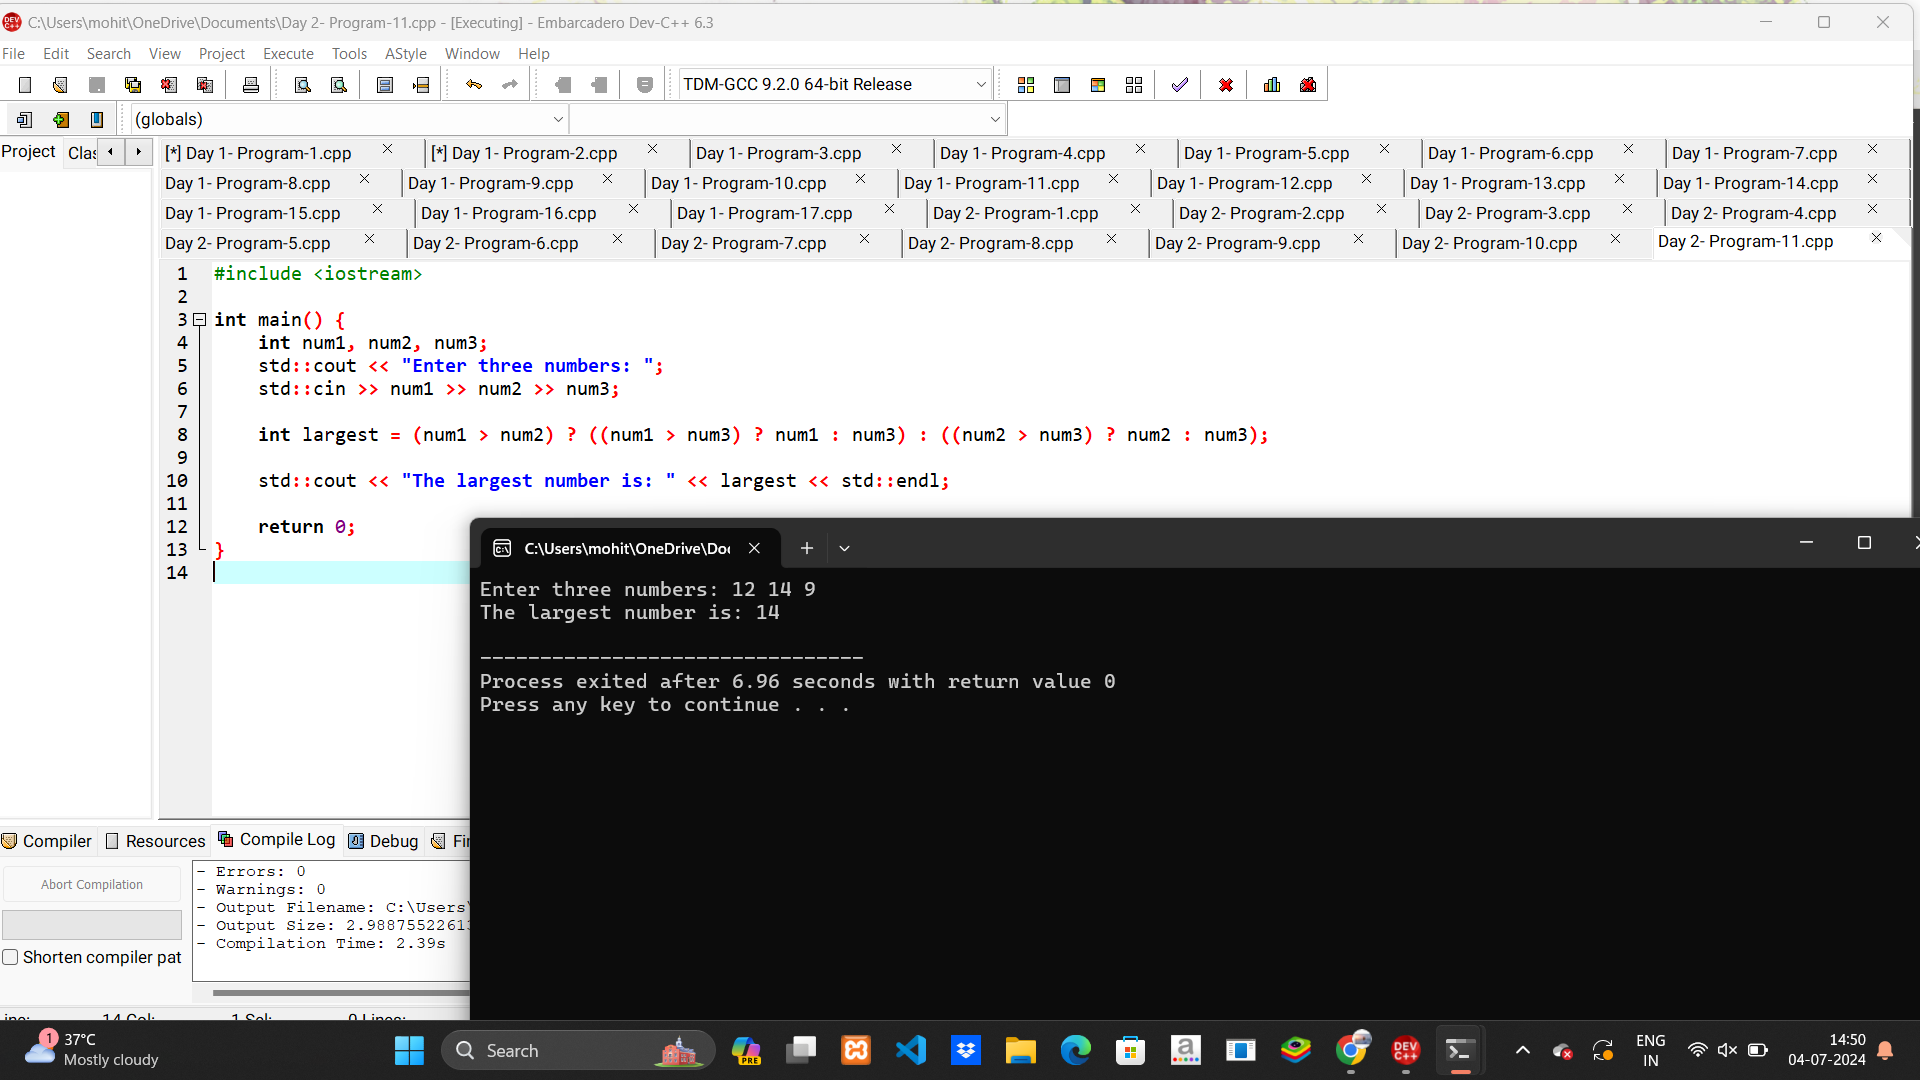 C:\Users\mohit\OneDrive\Documents\Day 2- Program-11.cpp - [Executing] - Embarcadero Dev-C++ 6.3
File Edit Search View Project Execute Tools AStyle Window Help
TDM-GCC 9.2.0 64-bit Release
(globals)
Project Clas
[*] Day 1- Program-1.cpp [*] Day 1- Program-2.cpp Day 1- Program-3.cpp Day 1- Program-4.cpp Day 1- Program-5.cpp Day 1- Program-6.cpp Day 1- Program-7.cpp
Day 1- Program-8.cpp Day 1- Program-9.cpp Day 1- Program-10.cpp Day 1- Program-11.cpp Day 1- Program-12.cpp Day 1- Program-13.cpp Day 1- Program-14.cpp
Day 1- Program-15.cpp Day 1- Program-16.cpp Day 1- Program-17.cpp Day 2- Program-1.cpp Day 2- Program-2.cpp Day 2- Program-3.cpp Day 2- Program-4.cpp
Day 2- Program-5.cpp Day 2- Program-6.cpp Day 2- Program-7.cpp Day 2- Program-8.cpp Day 2- Program-9.cpp Day 2- Program-10.cpp Day 2- Program-11.cpp
1 #include <iostream>
2
3 int main() {
4 int num1, num2, num3;
5 std::cout << "Enter three numbers: ";
6 std::cin >> num1 >> num2 >> num3;
7
8 int largest = (num1 > num2) ? ((num1 > num3) ? num1 : num3) : ((num2 > num3) ? num2 : num3);
9
10 std::cout << "The largest number is: " << largest << std::endl;
11
12 return 0;
13 }
14
C:\Users\mohit\OneDrive\Doc
Enter three numbers: 12 14 9
The largest number is: 14
--------------------------------
Process exited after 6.96 seconds with return value 0
Press any key to continue . . .
Compiler Resources Compile Log Debug Fin
Abort Compilation
Shorten compiler pat
- Errors: 0
- Warnings: 0
- Output Filename: C:\Users\
- Output Size: 2.9887552261
- Compilation Time: 2.39s
14 Col: 1 Sel: 0 Lines:
1
37°C
Mostly cloudy
Search
PRE
DEV C++
ENG
IN
14:50
04-07-2024